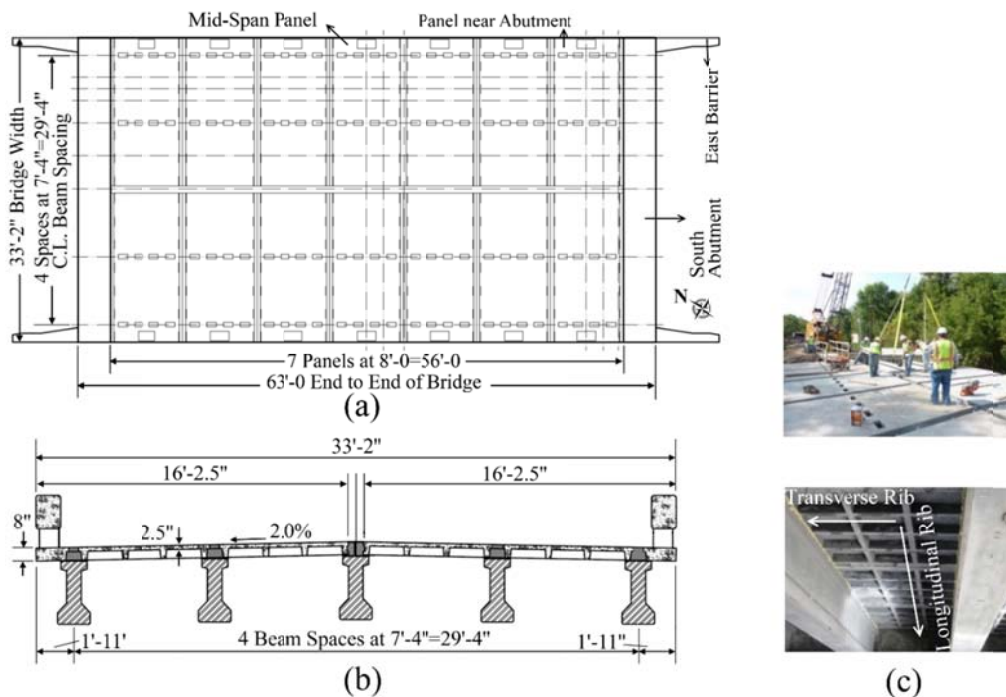 Mid-Span Panel
Panel near Abutment
33'-2" Bridge Width
4 Spaces at 7'-4"=29'-4"
C.L. Beam Spacing
East Barrier
South
Abutment
N
7 Panels at 8'-0=56'-0
63'-0 End to End of Bridge
(a)
33'-2"
16'-2.5"
16'-2.5"
8"
2.5"
2.0%
1'-11'
4 Beam Spaces at 7'-4"=29'-4"
1'-11"
(b)
Transverse Rib
Longitudinal Rib
(c)